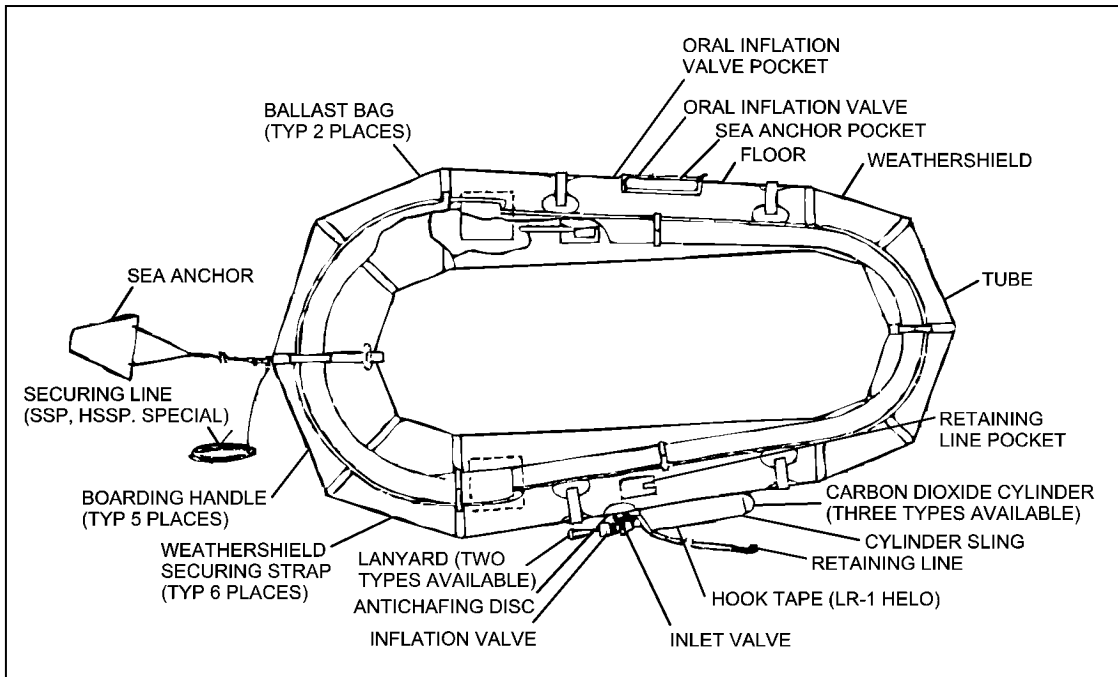 ORAL INFLATION
VALVE POCKET
ORAL INFLATION VALVE
SEA ANCHOR POCKET
FLOOR
WEATHERSHIELD
BALLAST BAG
(TYP 2 PLACES)
TUBE
SEA ANCHOR
SECURING LINE
(SSP, HSSP. SPECIAL)
RETAINING
LINE POCKET
BOARDING HANDLE
(TYP 5 PLACES)
CARBON DIOXIDE CYLINDER
(THREE TYPES AVAILABLE)
CYLINDER SLING
RETAINING LINE
WEATHERSHIELD
SECURING STRAP
(TYP 6 PLACES)
LANYARD (TWO
TYPES AVAILABLE)
ANTICHAFING DISC
INFLATION VALVE
HOOK TAPE (LR-1 HELO)
INLET VALVE